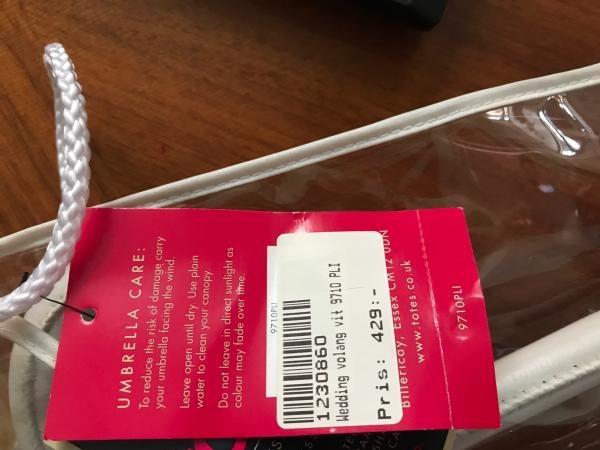 UMBRELLA CARE:
To reduce the risk of damage carry
your umbrella facing the wind.
Leave open until dry. Use plain
water to clean your canopy.
Do not leave in direct sunlight as
colour may fade over time.
9710PLI
1230860
Wedding volang vit 9710 PLI
Pris: 429:-
Billericay, Essex CM12 0DN
www.totes.co.uk
9710PLI